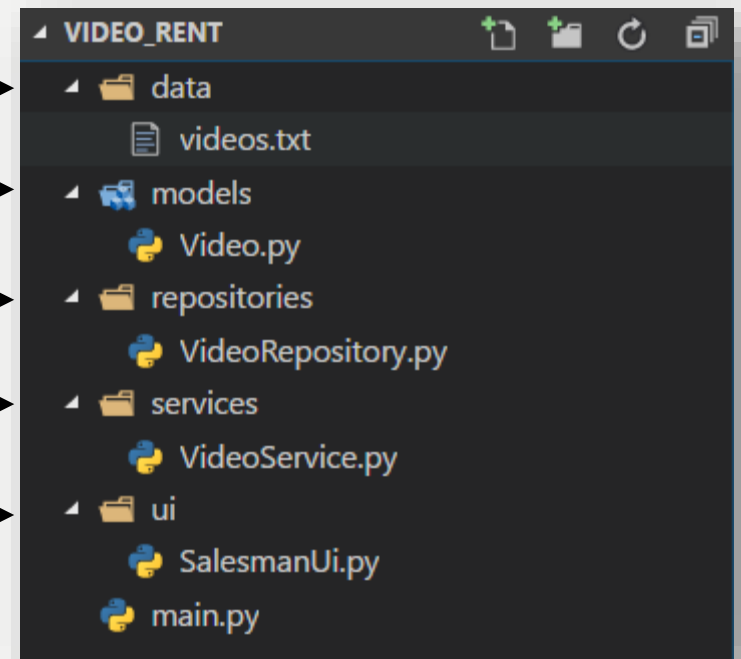 VIDEO_RENT
data
videos.txt
models
Video.py
repositories
VideoRepository.py
services
VideoService.py
ui
SalesmanUi.py
main.py